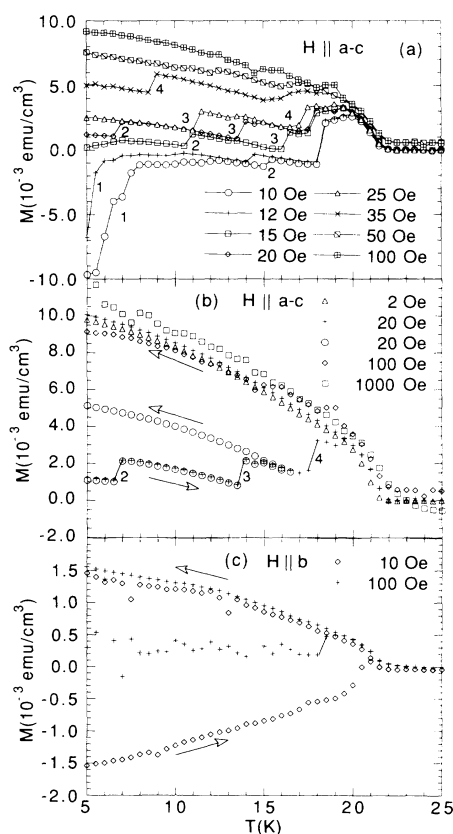 H || a-c (a)
10.0
5.0
0.0
-5.0
-10.0
M(10⁻³ emu/cm³)
4
3
4
2
3
3
2
2
1
1
10 Oe
25 Oe
12 Oe
35 Oe
15 Oe
50 Oe
20 Oe
100 Oe
(b) H || a-c
10.0
8.0
6.0
4.0
2.0
0.0
-2.0
M(10⁻³ emu/cm³)
2 Oe
20 Oe
20 Oe
100 Oe
1000 Oe
2
3
4
(c) H || b
10 Oe
100 Oe
1.5
1.0
0.5
0.0
-0.5
-1.0
-1.5
-2.0
M(10⁻³ emu/cm³)
5 10 15 20 25
T(K)